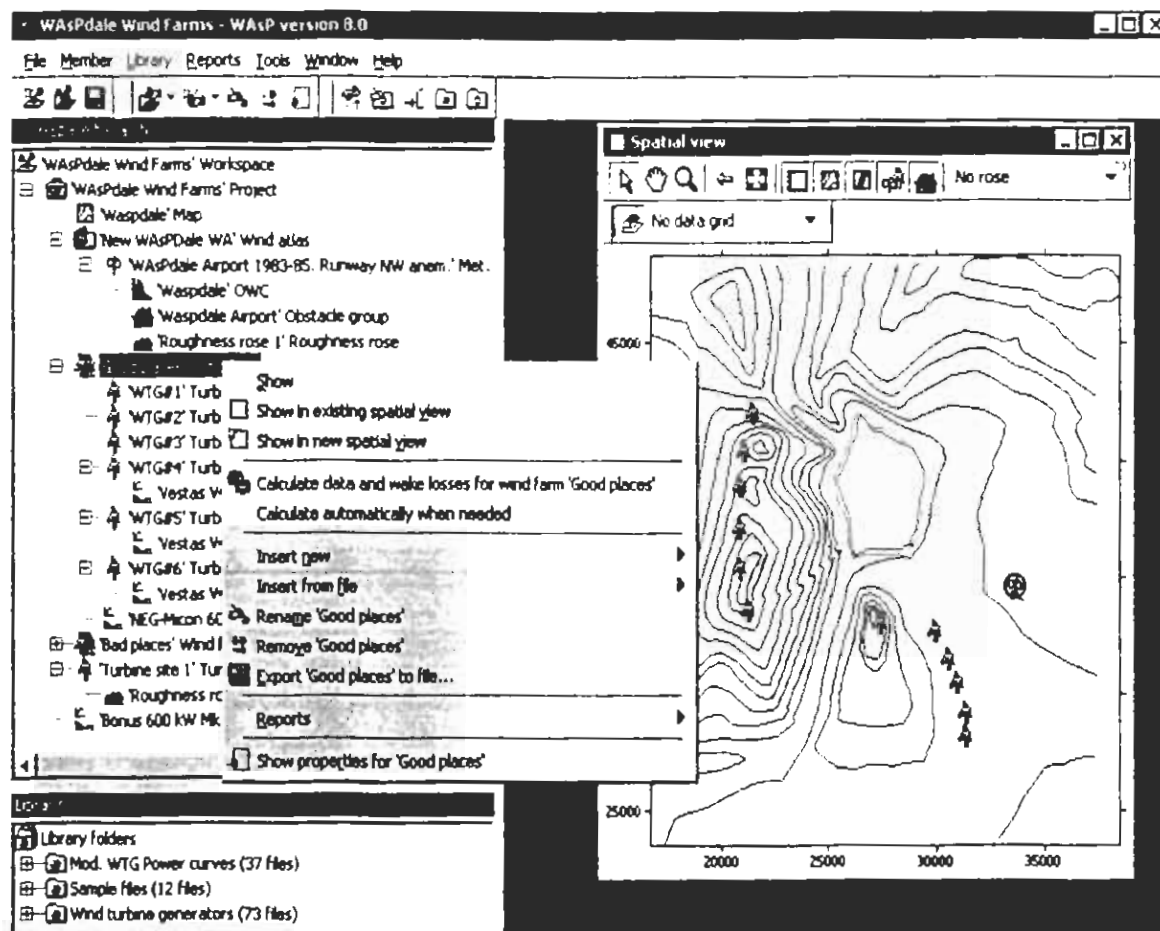 WAsPdale Wind Farms - WAsP version 8.0
File Member Library Reports Tools Window Help
'WAsPdale Wind Farms' Workspace
'WAsPdale Wind Farms' Project
'Waspdale' Map
'New WAsPDale WA' Wind atlas
'WAsPdale Airport 1983-85. Runway NW anem.' Met.
'Waspdale' OWC
'Waspdale Airport' Obstacle group
'Roughness rose 1' Roughness rose
'WTG#1' Turb
'WTG#2' Turb
'WTG#3' Turb
'WTG#4' Turb
Vestas W
'WTG#5' Turb
Vestas W
'WTG#6' Turb
Vestas W
'NEG-Micon 60
'Bad places' Wind f
'Turbine site 1' Tur
'Roughness ro
'Bonus 600 kW Mk
Show
Show in existing spatial view
Show in new spatial view
Calculate data and wake losses for wind farm 'Good places'
Calculate automatically when needed
Insert new
Insert from file
Rename 'Good places'
Remove 'Good places'
Export 'Good places' to file...
Reports
Show properties for 'Good places'
Library
Library folders
Mod. WTG Power curves (37 files)
Sample files (12 files)
Wind turbine generators (73 files)
Spatial view
No rose
No data grid
45000
25000
20000 25000 30000 35000